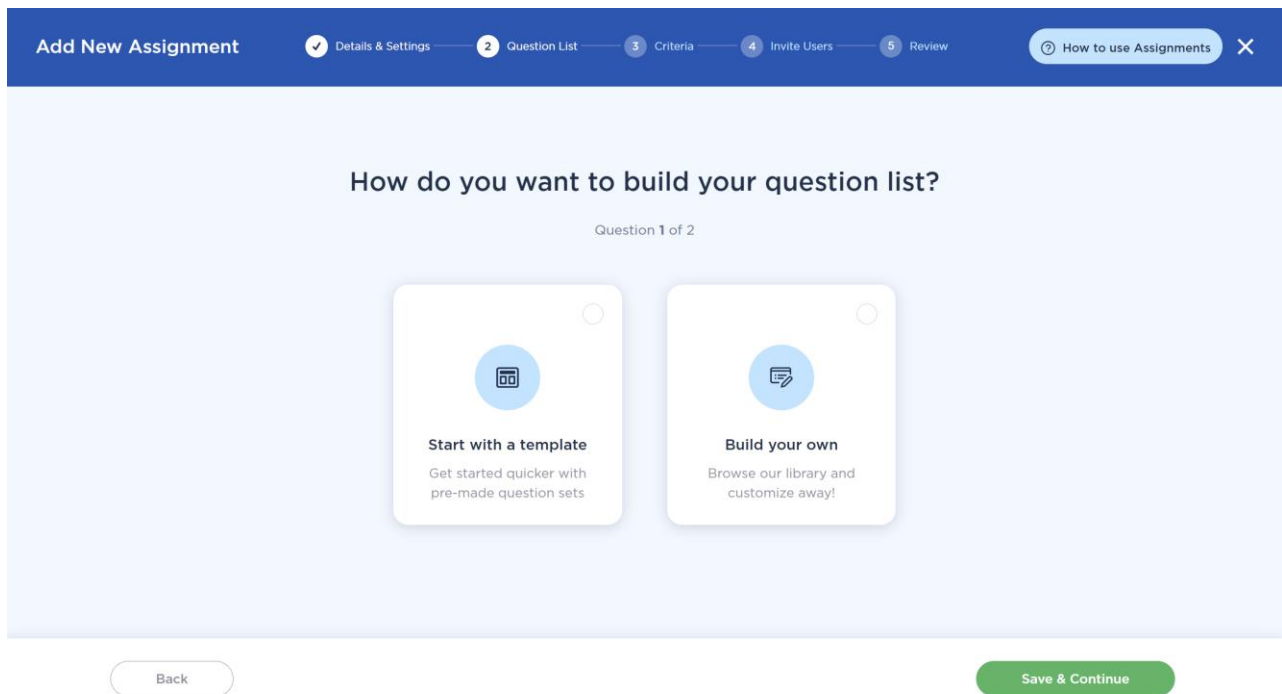 Add New Assignment
Details & Settings
2 Question List
3 Criteria
4 Invite Users
5 Review
How to use Assignments
How do you want to build your question list?
Question 1 of 2
Start with a template
Get started quicker with
pre-made question sets
Build your own
Browse our library and
customize away!
Back
Save & Continue